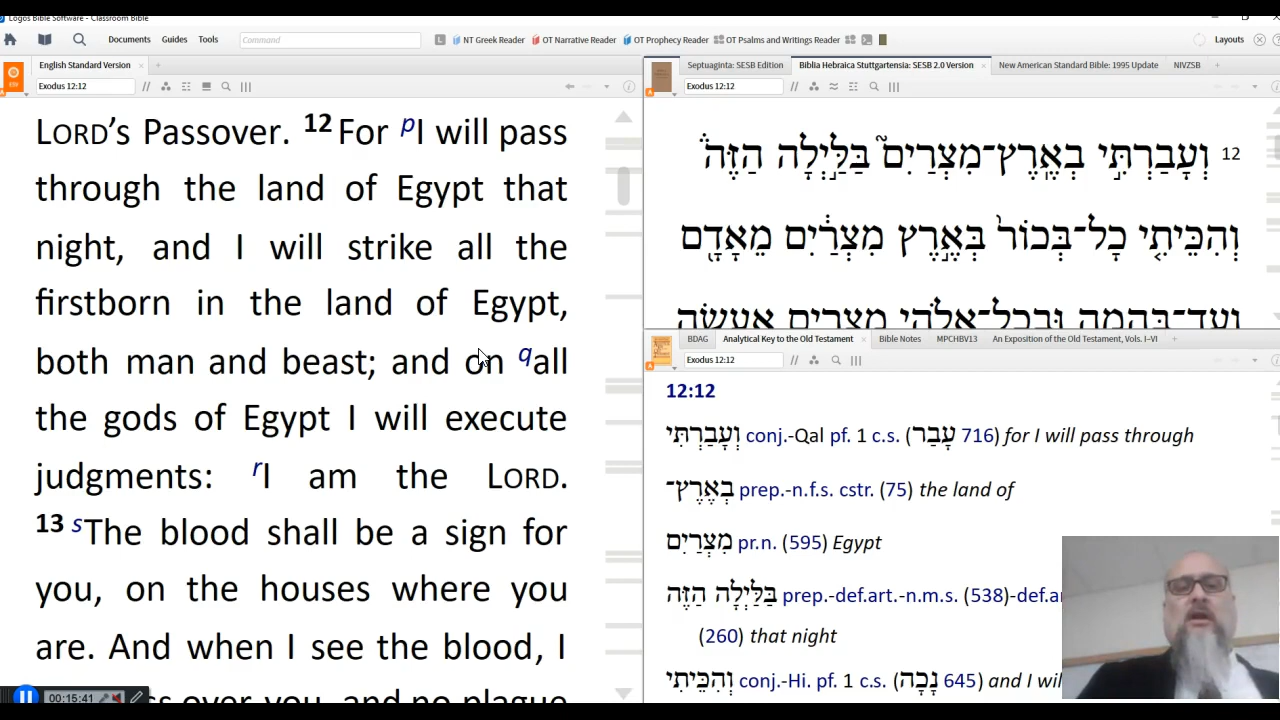 Logos Bible Software - Classroom Bible
Documents Guides Tools Command NT Greek Reader OT Narrative Reader OT Prophecy Reader OT Psalms and Writings Reader Layouts
English Standard Version
Exodus 12:12
LORD’s Passover. 12 For pI will pass
through the land of Egypt that
night, and I will strike all the
firstborn in the land of Egypt,
both man and beast; and on qall
the gods of Egypt I will execute
judgments: rI am the LORD.
13 sThe blood shall be a sign for
you, on the houses where you
are. And when I see the blood, I
over you, and no plague
00:15:41
Septuaginta: SESB Edition Biblia Hebraica Stuttgartensia: SESB 2.0 Version New American Standard Bible: 1995 Update NIVZSB
Exodus 12:12
12 וְעָבַרְתִּ֣י בְאֶֽרֶץ־מִצְרַיִם֮ בַּלַּ֣יְלָה הַזֶּה֒
וְהִכֵּיתִ֤י כָל־בְּכוֹר֙ בְּאֶ֣רֶץ מִצְרַ֔יִם מֵאָדָ֖ם
וְעַד־בְּהֵמָה וּבְכָל־אֱלֹהֵי מִצְרַיִם אֶעֱשֶׂה
BDAG Analytical Key to the Old Testament Bible Notes MPCHBV13 An Exposition of the Old Testament, Vols. I–VI
Exodus 12:12
12:12
וְעָבַרְתִּי conj.-Qal pf. 1 c.s. (עָבַר 716) for I will pass through
בְאֶרֶץ־ prep.-n.f.s. cstr. (75) the land of
מִצְרַיִם pr.n. (595) Egypt
בַּלַּיְלָה הַזֶּה prep.-def.art.-n.m.s. (538)-def.
(260) that night
וְהִכֵּיתִי conj.-Hi. pf. 1 c.s. (נָכָה 645) and I